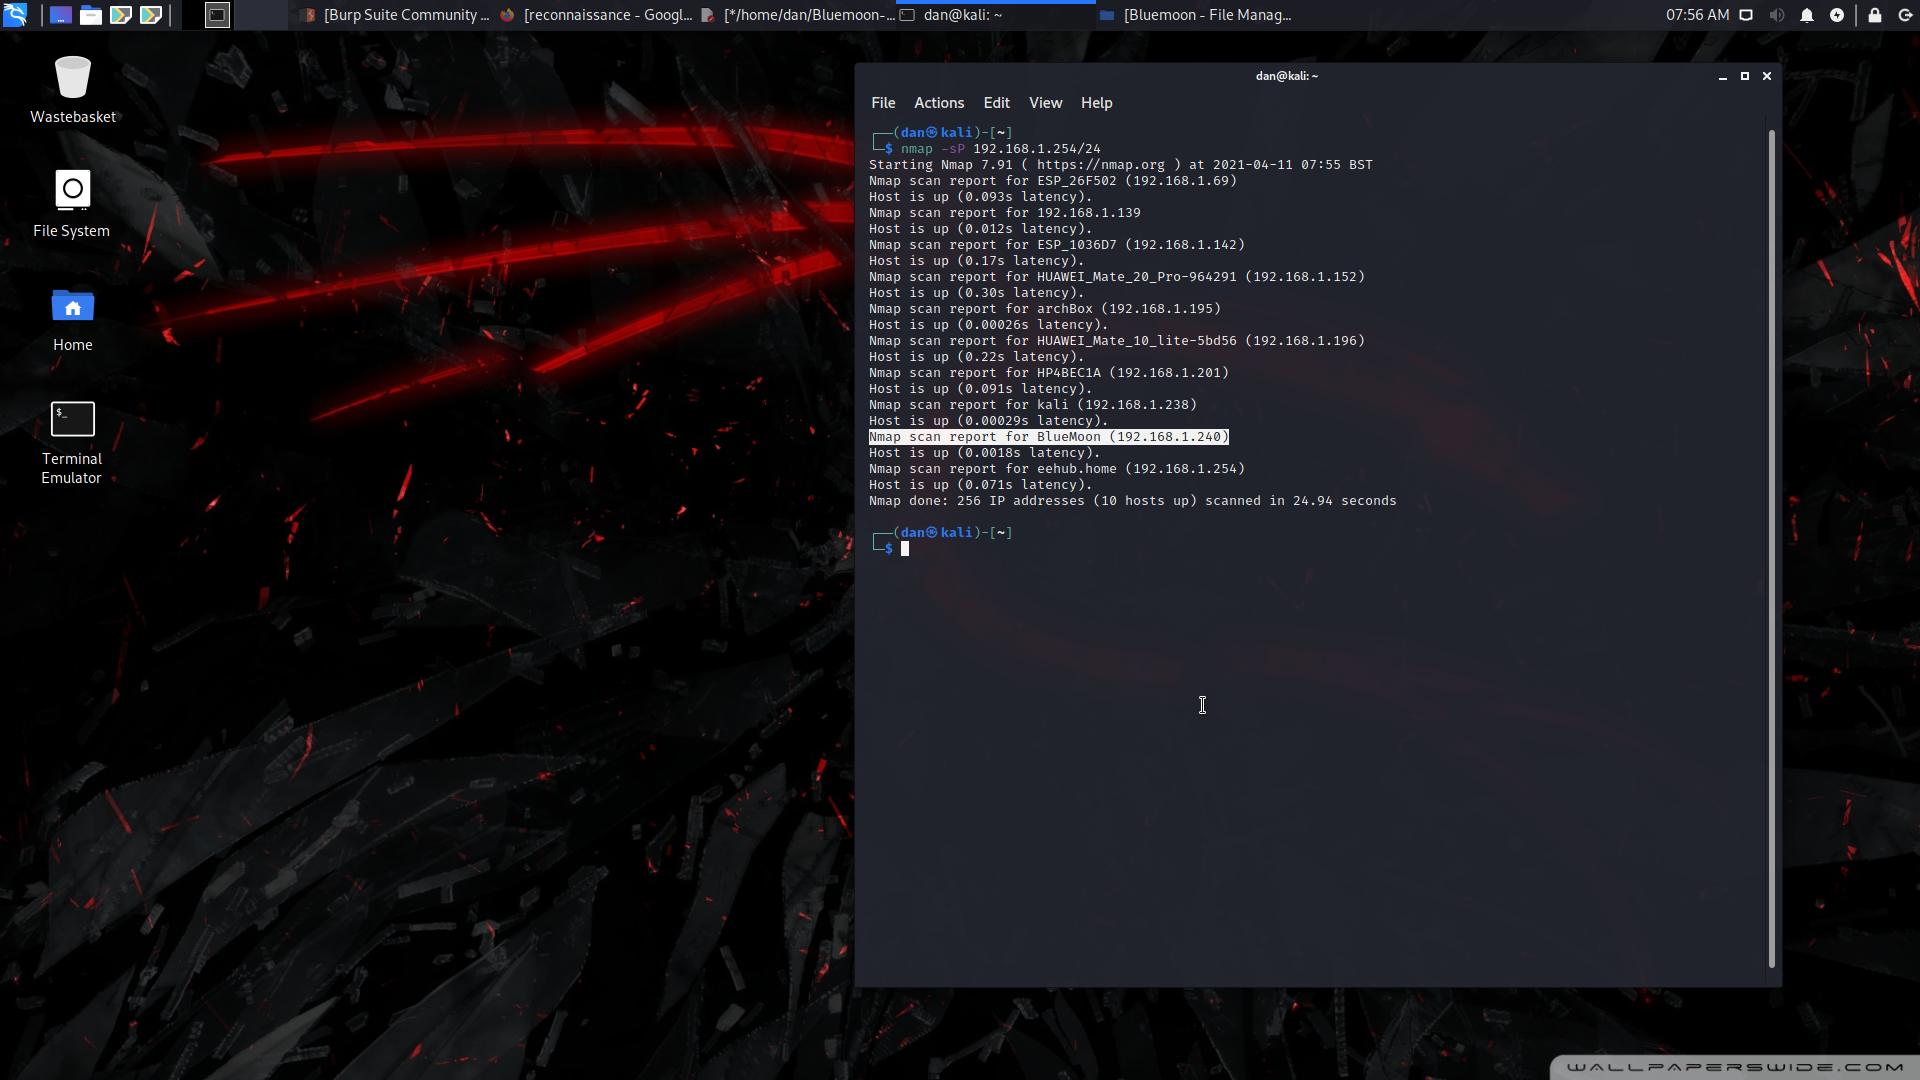 [Burp Suite Community ...
[reconnaissance - Googl...
[*/home/dan/Bluemoon-...
dan@kali: ~
[Bluemoon - File Manag...
07:56 AM
Wastebasket
File System
Home
Terminal
Emulator
dan@kali: ~
File Actions Edit View Help
┌──(dan㉿kali)-[~]
└─$ nmap -sP 192.168.1.254/24
Starting Nmap 7.91 ( https://nmap.org ) at 2021-04-11 07:55 BST
Nmap scan report for ESP_26F502 (192.168.1.69)
Host is up (0.093s latency).
Nmap scan report for 192.168.1.139
Host is up (0.012s latency).
Nmap scan report for ESP_1036D7 (192.168.1.142)
Host is up (0.17s latency).
Nmap scan report for HUAWEI_Mate_20_Pro-964291 (192.168.1.152)
Host is up (0.30s latency).
Nmap scan report for archBox (192.168.1.195)
Host is up (0.00026s latency).
Nmap scan report for HUAWEI_Mate_10_lite-5bd56 (192.168.1.196)
Host is up (0.22s latency).
Nmap scan report for HP4BEC1A (192.168.1.201)
Host is up (0.091s latency).
Nmap scan report for kali (192.168.1.238)
Host is up (0.00029s latency).
Nmap scan report for BlueMoon (192.168.1.240)
Host is up (0.0018s latency).
Nmap scan report for eehub.home (192.168.1.254)
Host is up (0.071s latency).
Nmap done: 256 IP addresses (10 hosts up) scanned in 24.94 seconds
┌──(dan㉿kali)-[~]
└─$
WALLPAPERSWIDE.COM